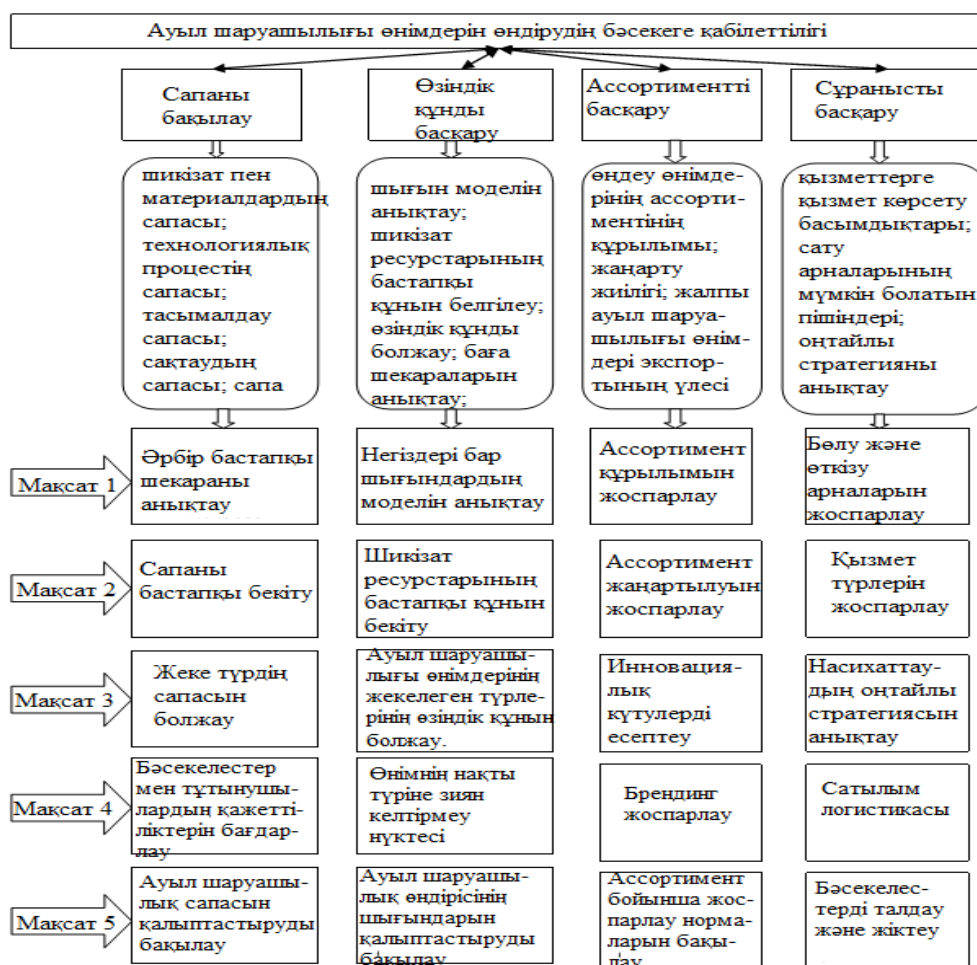 Ауыл шаруашылығы өнімдерін өндірудің бәсекеге қабілеттілігі
Сапаны
бақылау
Өзіндік
құнды
басқару
Ассортиментті
басқару
Сұранысты
басқару
шикізат пен
материалдардың
сапасы;
технологиялық
процестің
сапасы;
тасымалдау
сапасы;
сақтаудың
сапасы; сапа
шығын моделін
анықтау;
шикізат
ресурстарының
бастапқы
құнын белгілеу;
өзіндік құнды
болжау; баға
шекараларын
анықтау;
өңдеу өнімде-
рінің ассорти-
ментінің
құрылымы;
жаңарту
жиілігі; жалпы
ауыл шаруа-
шылығы өнім-
дері экспор-
тының үлесі
қызметтерге
қызмет көрсету
басымдықтары;
сату
арналарының
мүмкін болатын
пішіндері;
оңтайлы
стратегияны
анықтау
Мақсат 1
Әрбір бастапқы
шекараны
анықтау
Негіздері бар
шығындардың
моделін анықтау
Ассортимент
құрылымын
жоспарлау
Бөлу және
өткізу
арналарын
жоспарлау
Мақсат 2
Сапаны
бастапқы бекіту
Шикізат
ресурстарының
бастапқы құнын
бекіту
Ассортимент
жаңартылуын
жоспарлау
Қызмет
түрлерін
жоспарлау
Мақсат 3
Жеке түрдің
сапасын
болжау
Ауыл шаруашы-
лығы өнімдерінің
жекелеген түрле-
рінің өзіндік құнын
болжау.
Инновация-
лық
күтулерді
есептеу
Насихаттау-
дың оңтайлы
стратегиясын
анықтау
Мақсат 4
Бәсекелестер
мен тұтынушы-
лардын қажетті-
ліктерін бағдар-
лау
Өнімнің нақты
түріне зиян
келтірмеу
нүктесі
Брендинг
жоспарлау
Сатылым
логистикасы
Мақсат 5
Ауыл шаруашы-
лық сапасын
қалыптастыруды
бақылау
Ауыл шаруашы-
лық өндірісінің
шығындарын
қалыптастыруды
бақылау
Ассортимент
бойынша жос-
парлау норма-
ларын бақы-
лау
Бәсекелес-
терді талдау
және жіктеу